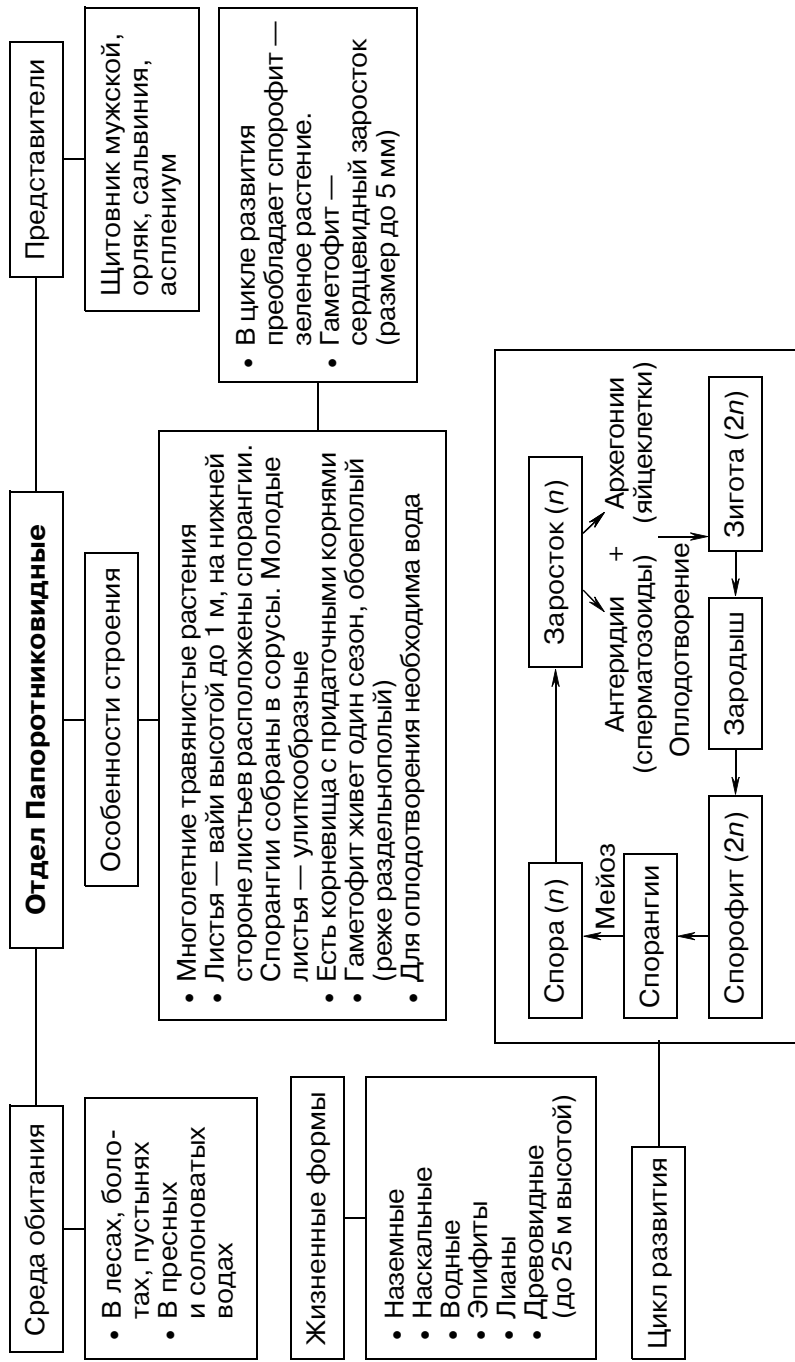 Отдел Папоротниковидные
Среда обитания
• В лесах, боло-
тах, пустынях
• В пресных
и солоноватых
водах
Особенности строения
• Многолетние травянистые растения
• Листья — вайи высотой до 1 м, на нижней
стороне листьев расположены спорангии.
Спорангии собраны в сорусы. Молодые
листья — улиткообразные
• Есть корневища с придаточными корнями
• Гаметофит живет один сезон, обоеполый
(реже раздельнополый)
• Для оплодотворения необходима вода
Представители
Щитовник мужской,
орляк, сальвиния,
асплениум
• В цикле развития
преобладает спорофит —
зеленое растение.
• Гаметофит —
сердцевидный заросток
(размер до 5 мм)
Жизненные формы
• Наземные
• Наскальные
• Водные
• Эпифиты
• Лианы
• Древовидные
(до 25 м высотой)
Цикл развития
Спора (n)
Заросток (n)
Мейоз
Спорангии
Антеридии + Архегонии
(сперматозоиды) (яйцеклетки)
Оплодотворение
Спорофит (2n)
Зародыш
Зигота (2n)